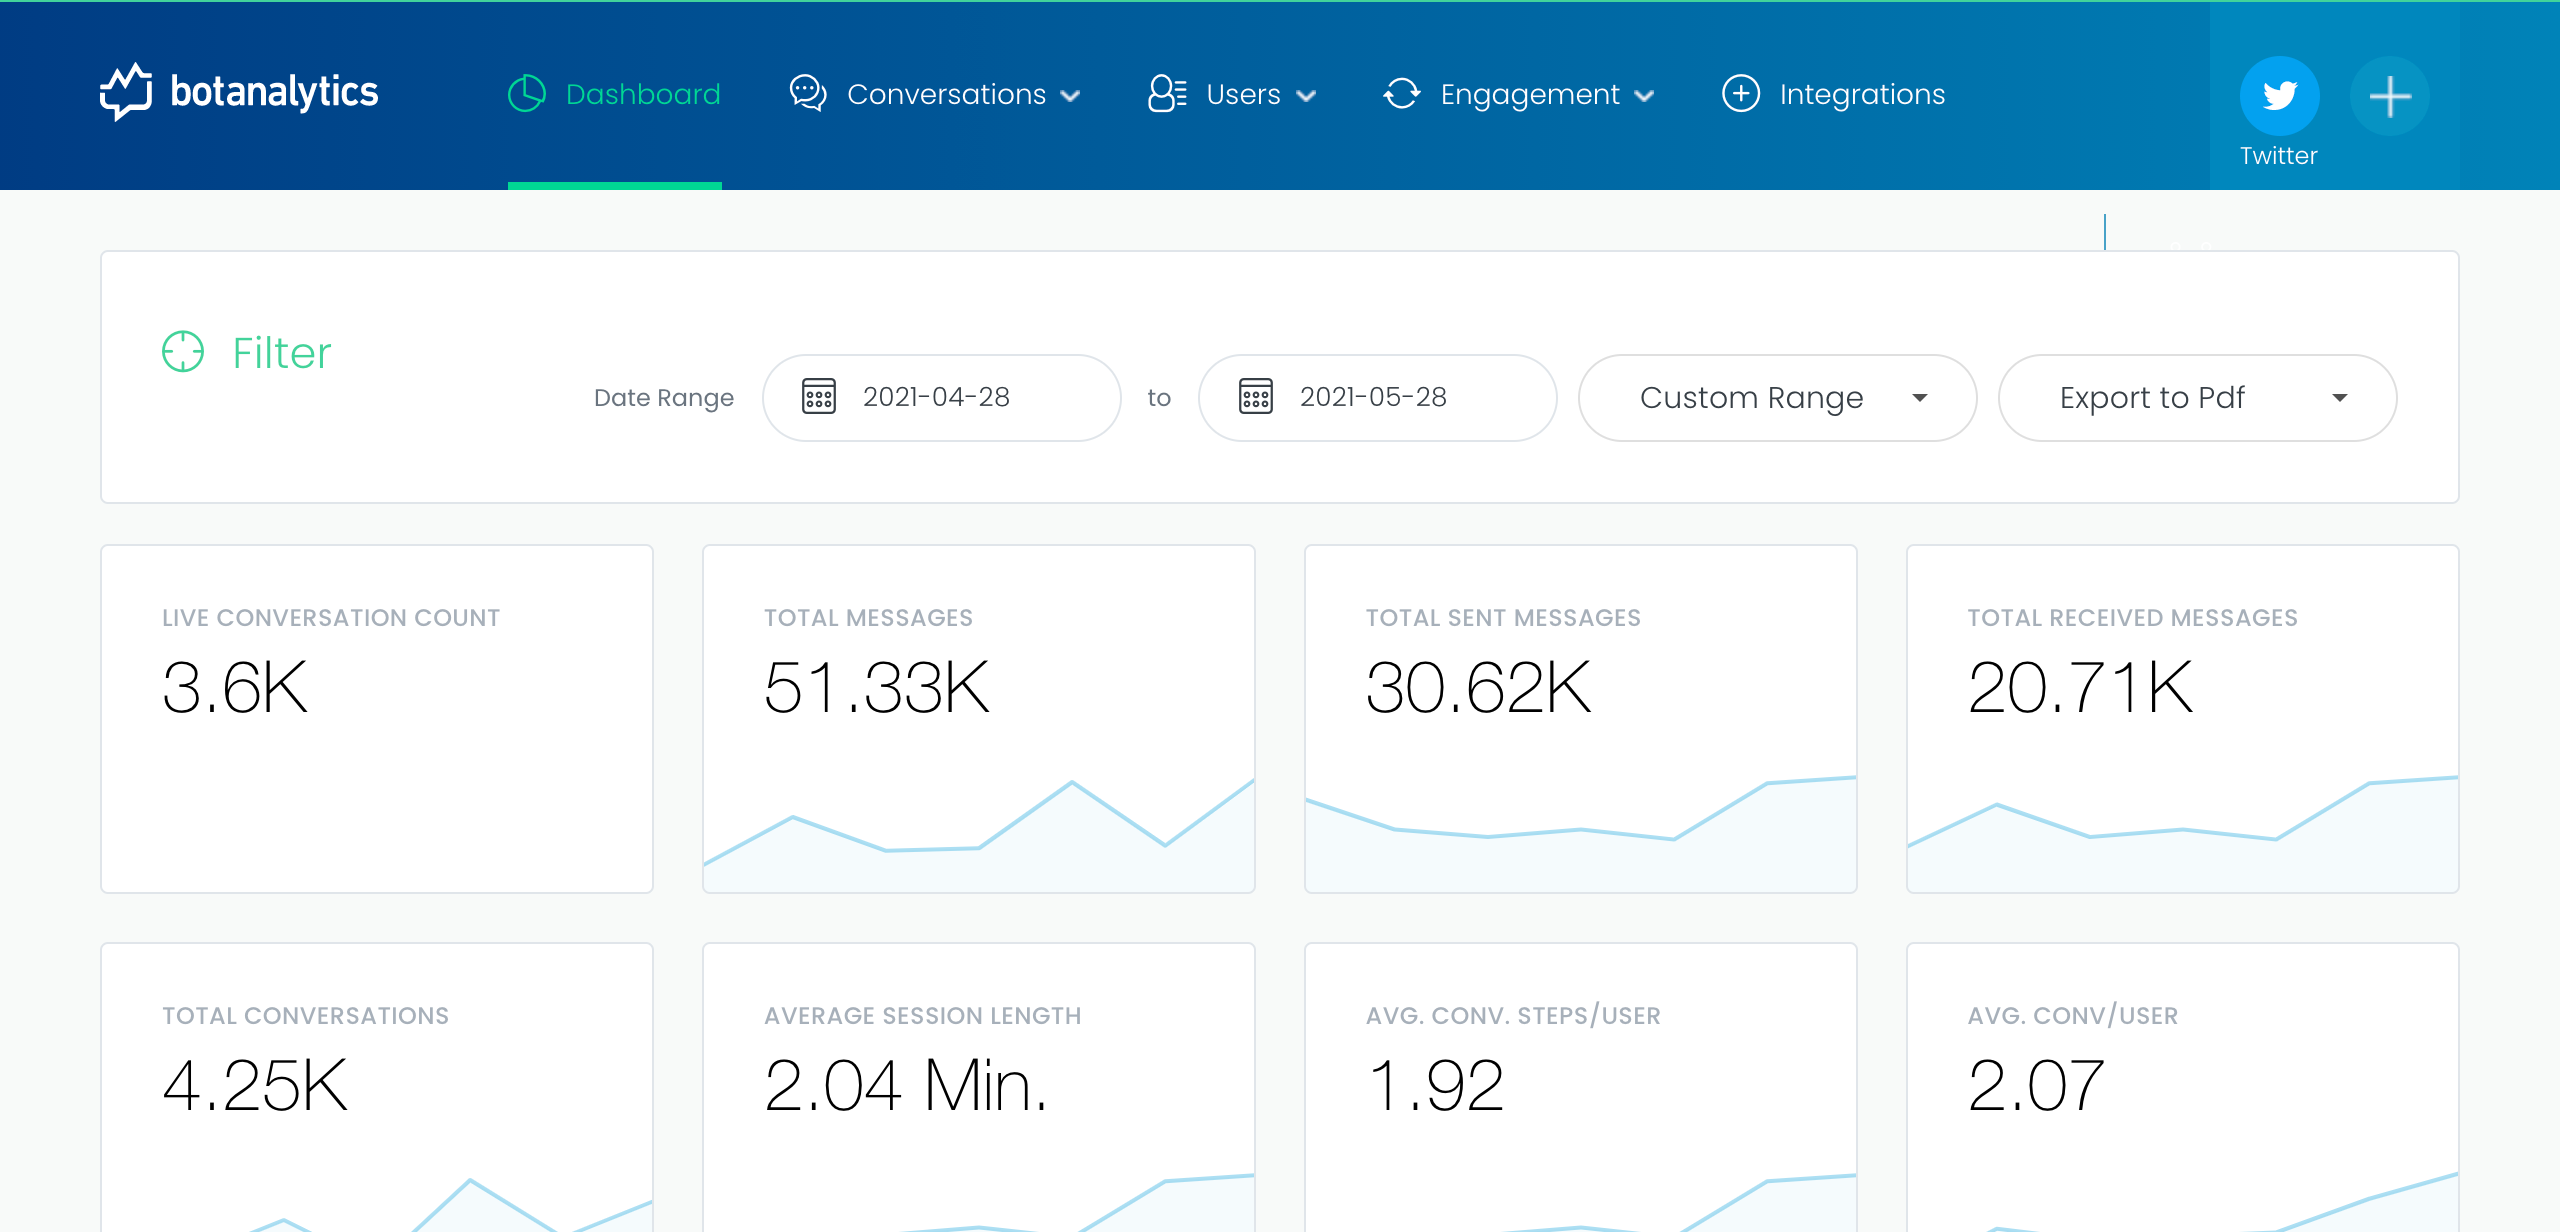 botanalytics
Dashboard
Conversations
Users
Engagement
Integrations
Twitter
Filter
Date Range
2021-04-28
to
2021-05-28
Custom Range
Export to Pdf
LIVE CONVERSATION COUNT
3.6K
TOTAL MESSAGES
51.33K
TOTAL SENT MESSAGES
30.62K
TOTAL RECEIVED MESSAGES
20.71K
TOTAL CONVERSATIONS
4.25K
AVERAGE SESSION LENGTH
2.04 Min.
AVG. CONV. STEPS/USER
1.92
AVG. CONV/USER
2.07